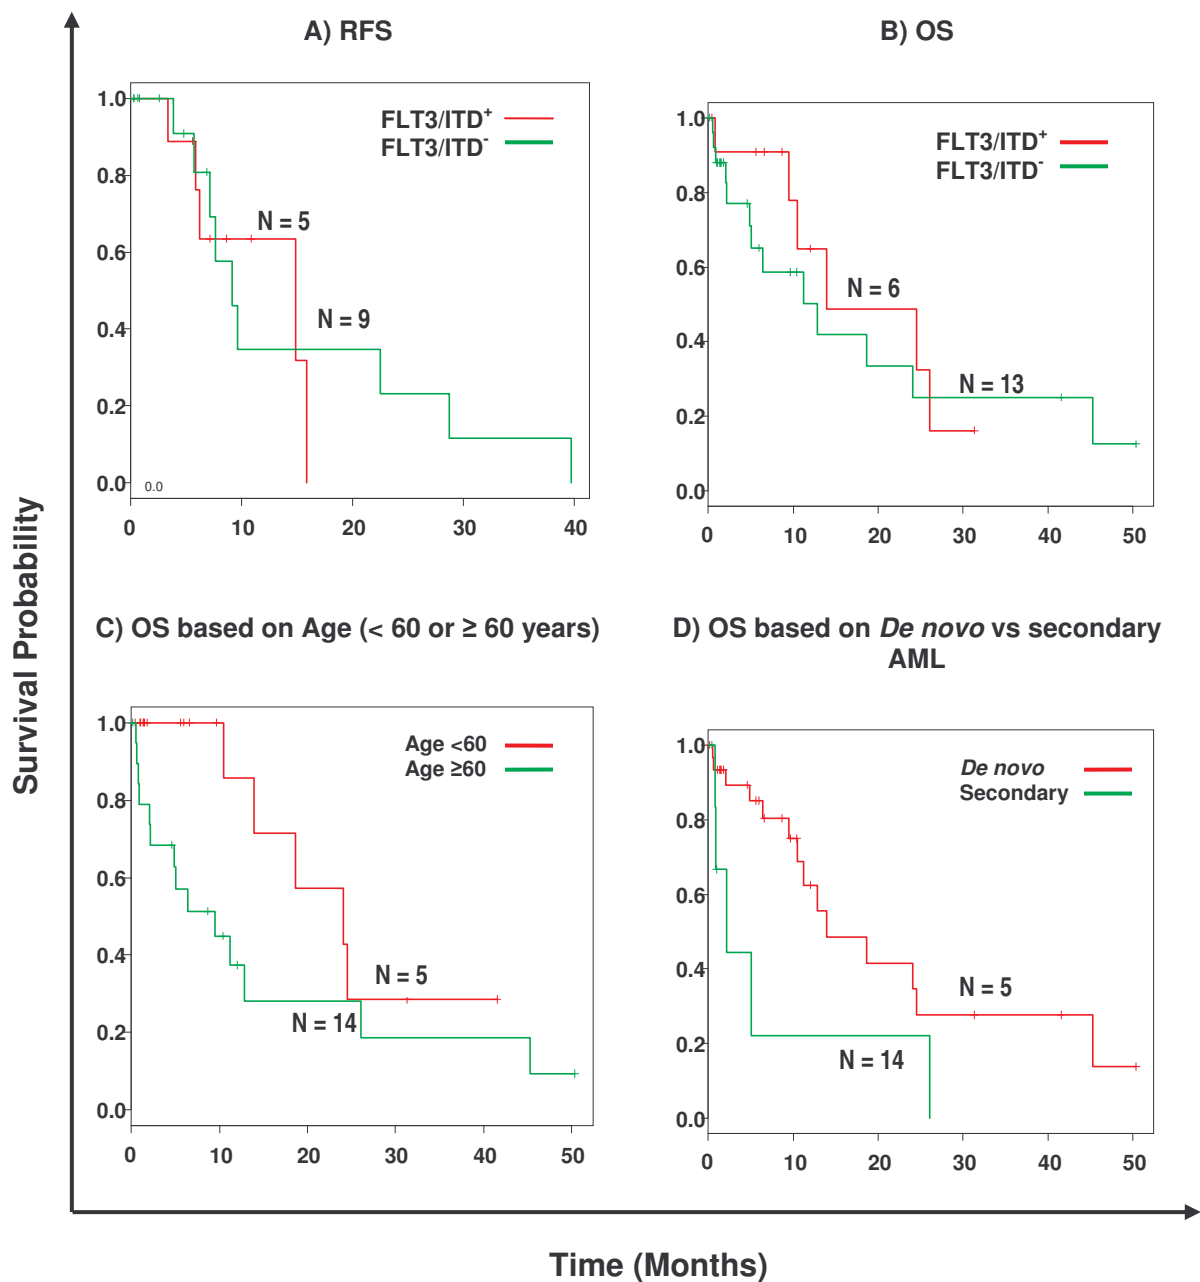 A) RFS
1.0
0.8
0.6
0.4
0.2
0.0
0.0
FLT3/ITD+
FLT3/ITD-
N = 5
N = 9
0 10 20 30 40
B) OS
1.0
0.8
0.6
0.4
0.2
0.0
FLT3/ITD+
FLT3/ITD-
N = 6
N = 13
0 10 20 30 40 50
C) OS based on Age (< 60 or ≥ 60 years)
1.0
0.8
0.6
0.4
0.2
0.0
Age <60
Age ≥60
N = 5
N = 14
0 10 20 30 40 50
D) OS based on De novo vs secondary
AML
1.0
0.8
0.6
0.4
0.2
0.0
De novo
Secondary
N = 5
N = 14
0 10 20 30 40 50
Survival Probability
Time (Months)